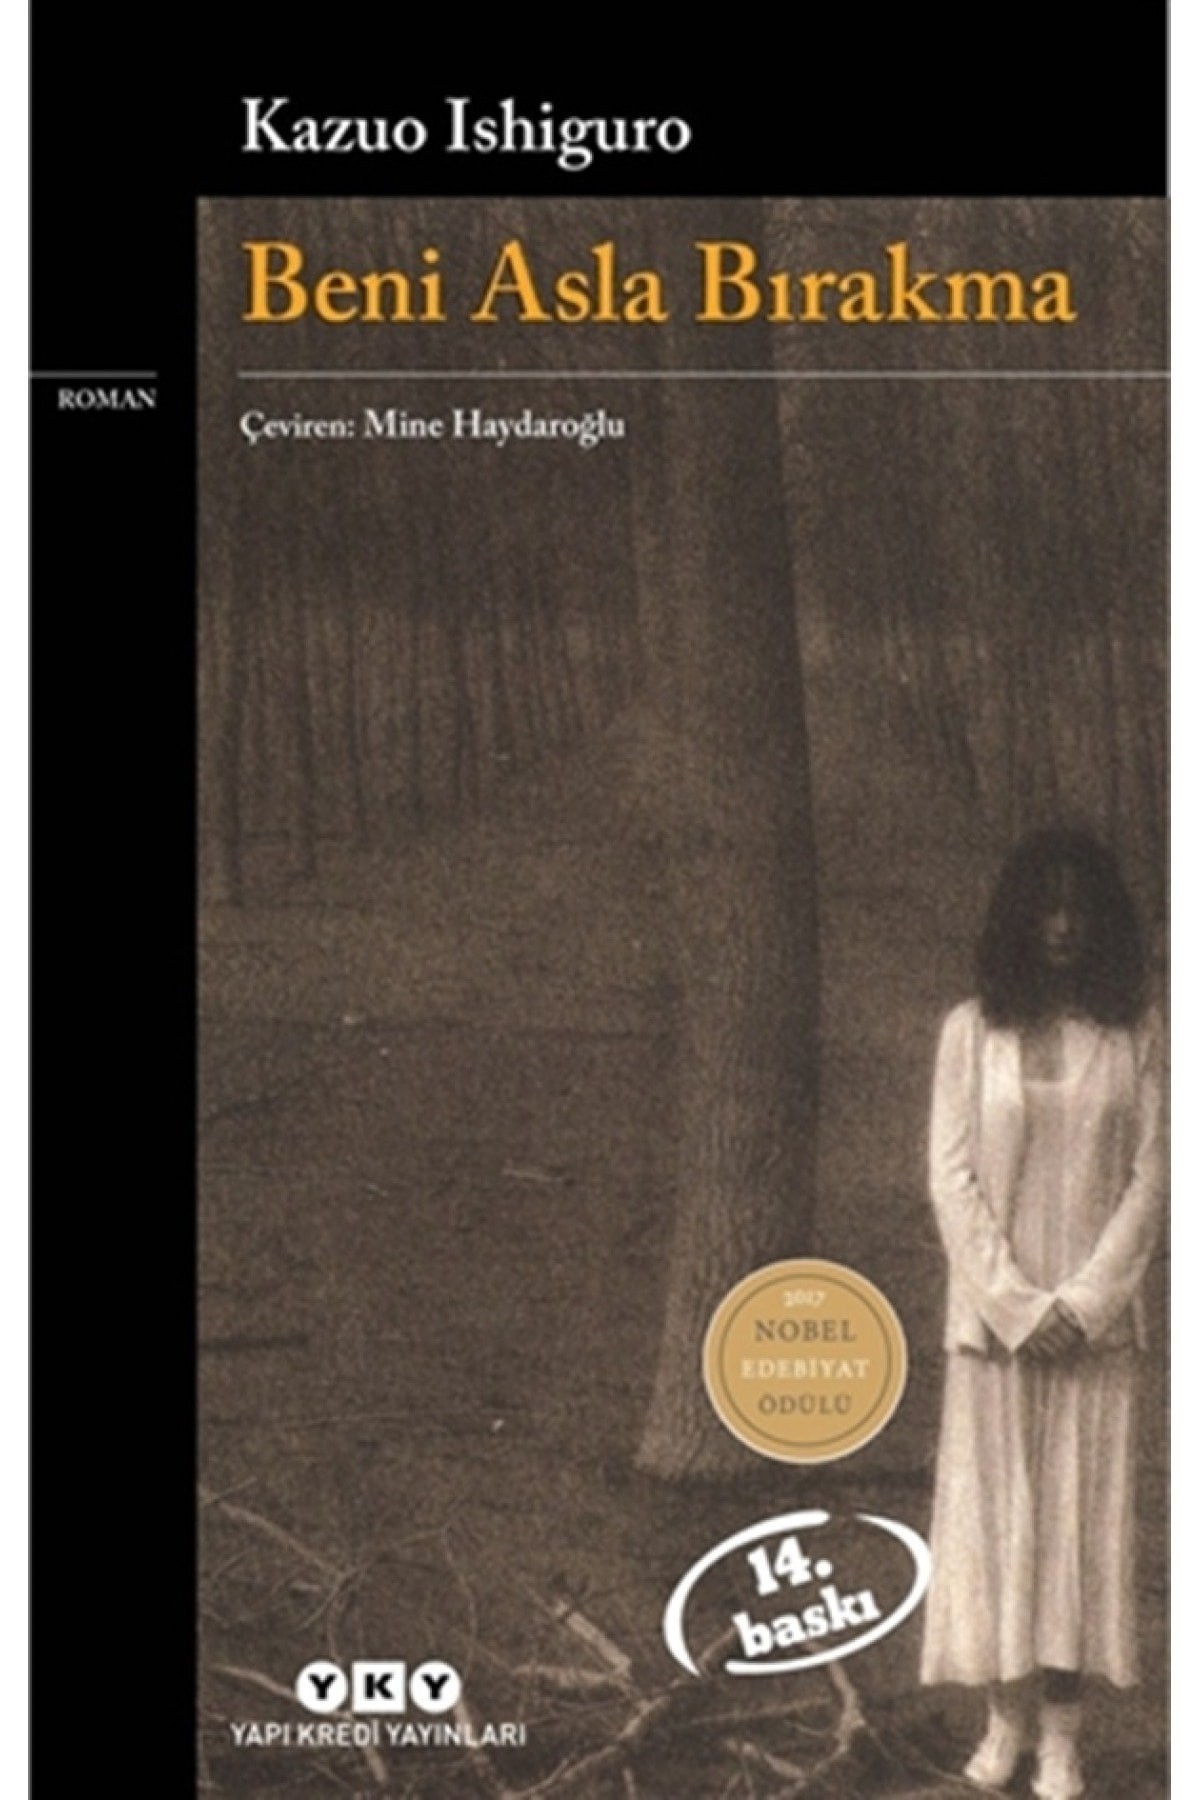 Kazuo Ishiguro
Beni Asla Bırakma
ROMAN
Çeviren: Mine Haydaroğlu
2017
NOBEL
EDEBİYAT
ÖDÜLÜ
14.
baskı
YKY
YAPI KREDİ YAYINLARI